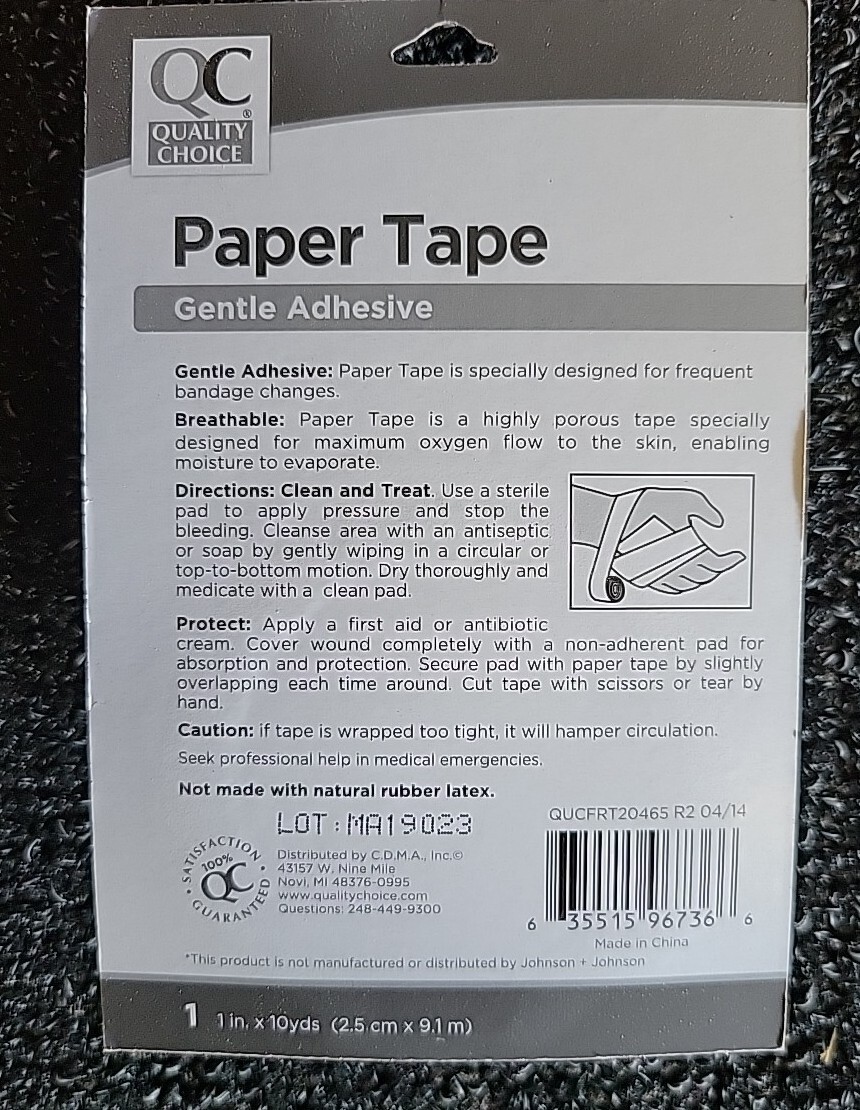 QC
®
QUALITY
CHOICE
Paper Tape
Gentle Adhesive
Gentle Adhesive: Paper Tape is specially designed for frequent
bandage changes.
Breathable: Paper Tape is a highly porous tape specially
designed for maximum oxygen flow to the skin, enabling
moisture to evaporate.
Directions: Clean and Treat. Use a sterile
pad to apply pressure and stop the
bleeding. Cleanse area with an antiseptic
or soap by gently wiping in a circular or
top-to-bottom motion. Dry thoroughly and
medicate with a clean pad.
Protect: Apply a first aid or antibiotic
cream. Cover wound completely with a non-adherent pad for
absorption and protection. Secure pad with paper tape by slightly
overlapping each time around. Cut tape with scissors or tear by
hand.
Caution: if tape is wrapped too tight, it will hamper circulation.
Seek professional help in medical emergencies.
Not made with natural rubber latex.
QUCFRT20465 R2 04/14
LOT:MA19023
SATISFACTION
100%
QC
GUARANTEED
Distributed by C.D.M.A., Inc.©
43157 W. Nine Mile
Novi, MI 48376-0995
www.qualitychoice.com
Questions: 248-449-9300
6 35515 96736 6
Made in China
*This product is not manufactured or distributed by Johnson + Johnson
1 1 in. x 10yds (2.5 cm x 9.1 m)